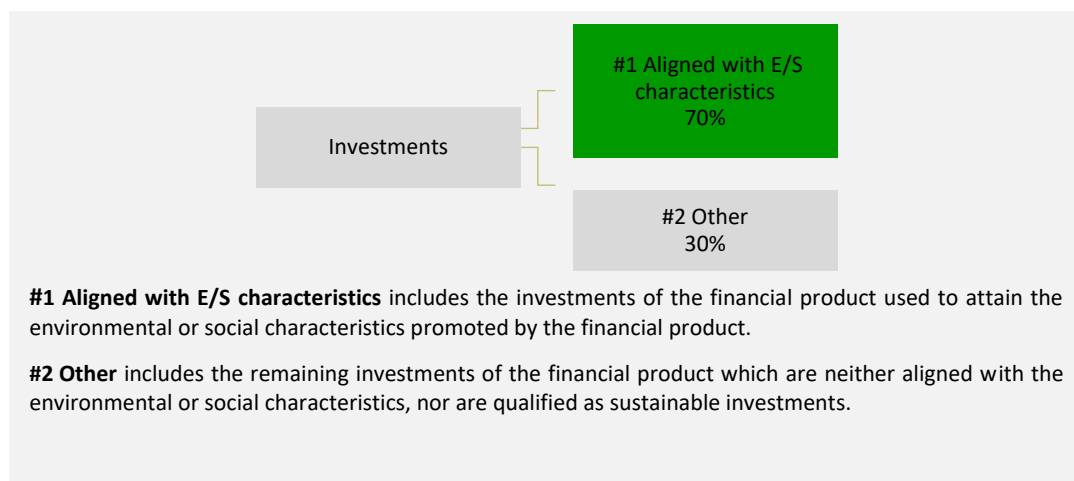 #1 Aligned with E/S
characteristics
70%
Investments
#2 Other
30%
#1 Aligned with E/S characteristics includes the investments of the financial product used to attain the
environmental or social characteristics promoted by the financial product.
#2 Other includes the remaining investments of the financial product which are neither aligned with the
environmental or social characteristics, nor are qualified as sustainable investments.